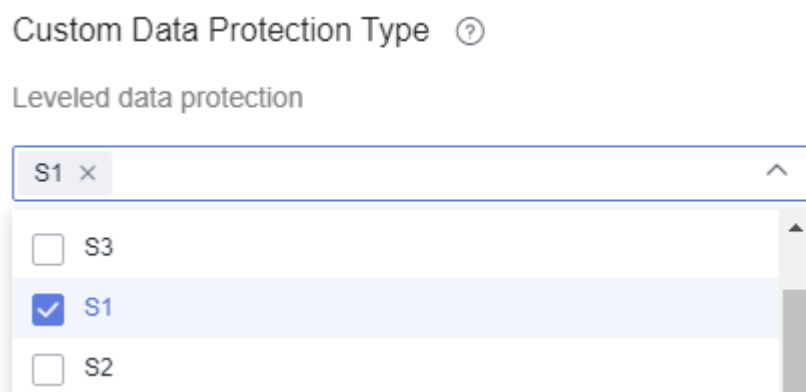 Custom Data Protection Type
Leveled data protection
S1
S3
S1
S2